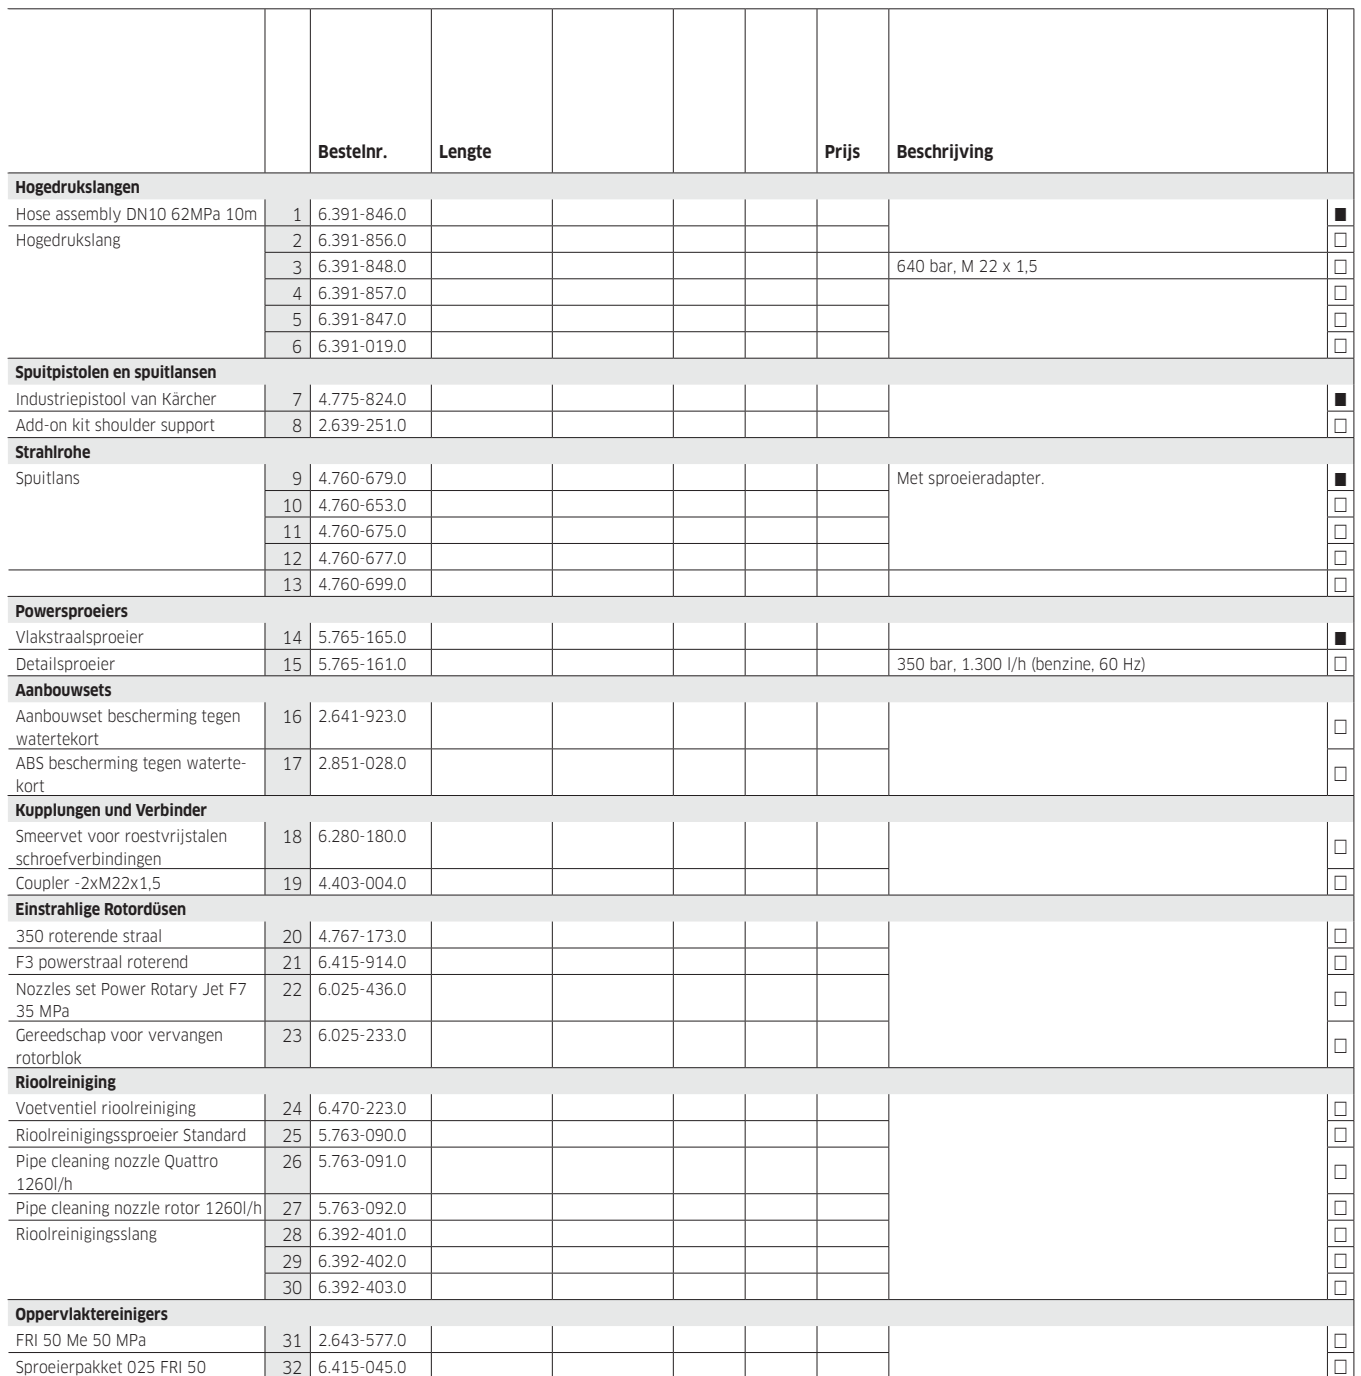 Bestelnr. Lengte Prijs Beschrijving
Hogedrukslangen
Hose assembly DN10 62MPa 10m 1 6.391-846.0 ■
Hogedrukslang 2 6.391-856.0 □
3 6.391-848.0 640 bar, M 22 x 1,5 □
4 6.391-857.0 □
5 6.391-847.0 □
6 6.391-019.0 □
Spuitpistolen en spuitlansen
Industriepistool van Kärcher 7 4.775-824.0 ■
Add-on kit shoulder support 8 2.639-251.0 □
Strahlrohe
Spuitlans 9 4.760-679.0 Met sproeieradapter. ■
10 4.760-653.0 □
11 4.760-675.0 □
12 4.760-677.0 □
13 4.760-699.0 □
Powersproeiers
Vlakstraalsproeier 14 5.765-165.0 ■
Detailsproeier 15 5.765-161.0 350 bar, 1.300 l/h (benzine, 60 Hz) □
Aanbouwsets
Aanbouwset bescherming tegen 16 2.641-923.0 □
watertekort
ABS bescherming tegen waterte- 17 2.851-028.0 □
kort
Kupplungen und Verbinder
Smeervet voor roestvrijstalen 18 6.280-180.0 □
schroefverbindingen
Coupler -2xM22x1,5 19 4.403-004.0 □
Einstrahlige Rotordüsen
350 roterende straal 20 4.767-173.0 □
F3 powerstraal roterend 21 6.415-914.0 □
Nozzles set Power Rotary Jet F7 22 6.025-436.0 □
35 MPa
Gereedschap voor vervangen 23 6.025-233.0 □
rotorblok
Rioolreiniging
Voetventiel rioolreiniging 24 6.470-223.0 □
Rioolreinigingssproeier Standard 25 5.763-090.0 □
Pipe cleaning nozzle Quattro 26 5.763-091.0 □
1260l/h
Pipe cleaning nozzle rotor 1260l/h 27 5.763-092.0 □
Rioolreinigingsslang 28 6.392-401.0 □
29 6.392-402.0 □
30 6.392-403.0 □
Oppervlaktereinigers
FRI 50 Me 50 MPa 31 2.643-577.0 □
Sproeierpakket 025 FRI 50 32 6.415-045.0 □